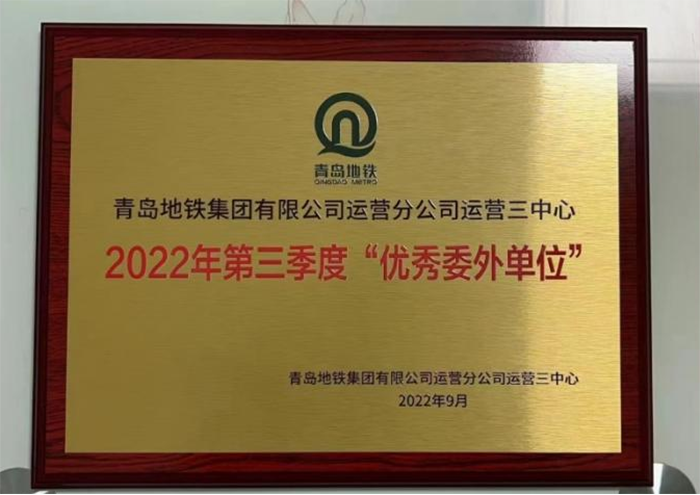 青岛地铁
QINGDAO METRO
青岛地铁集团有限公司运营分公司运营三中心
2022年第三季度“优秀委外单位”
青岛地铁集团有限公司运营分公司运营三中心
2022年9月